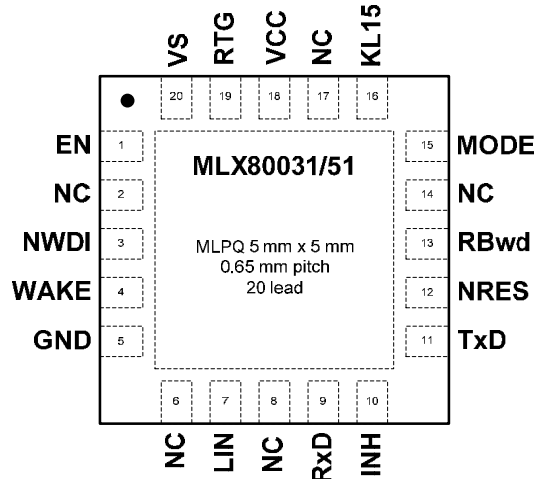 VS
RTG
VCC
NC
KL15
20
19
18
17
16
EN
1
15
MODE
MLX80031/51
NC
2
14
NC
NWDI
3
MLPQ 5 mm x 5 mm
13
RBwd
0.65 mm pitch
WAKE
4
20 lead
12
NRES
GND
5
11
TxD
6
7
8
9
10
NC
LIN
NC
RxD
INH